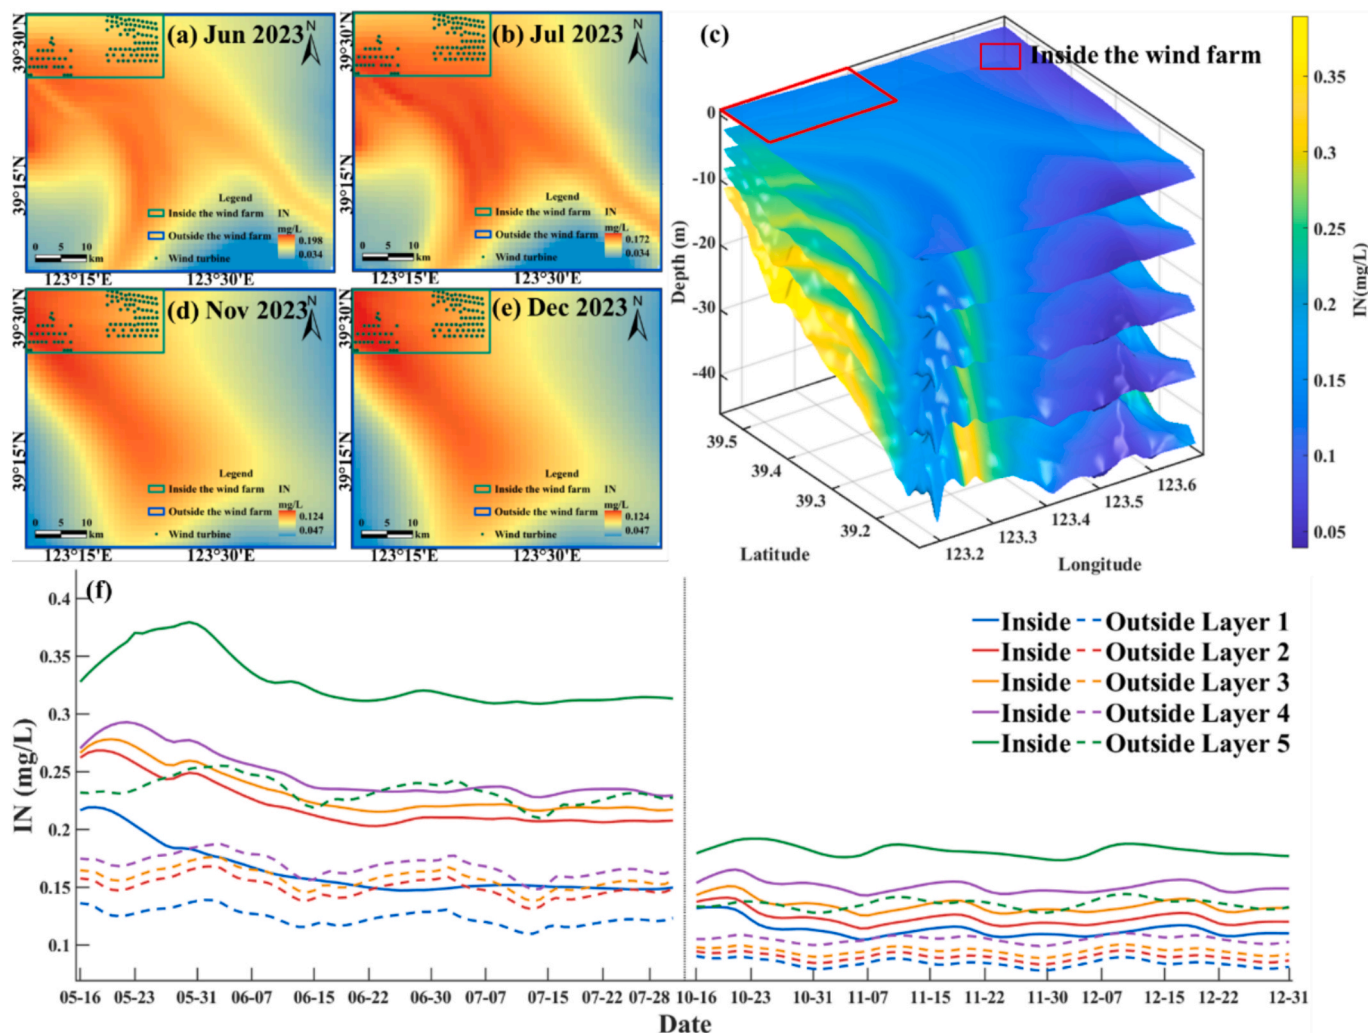 (a) Jun 2023
N
39°30'N
39°15'N
Legend
Inside the wind farm
IN
mg/L
Outside the wind farm
0.198
0.034
Wind turbine
0 5 10
km
123°15'E 123°30'E
(b) Jul 2023
N
39°30'N
39°15'N
Legend
Inside the wind farm
IN
mg/L
Outside the wind farm
0.172
0.034
Wind turbine
0 5 10
km
123°15'E 123°30'E
(c)
Inside the wind farm
0
-10
-20
-30
-40
Depth (m)
39.5
39.4
39.3
39.2
Latitude
123.2
123.3
123.4
123.5
123.6
Longitude
0.35
0.3
0.25
0.2
0.15
0.1
0.05
IN(mg/L)
(d) Nov 2023
N
39°30'N
39°15'N
Legend
Inside the wind farm
IN
mg/L
Outside the wind farm
0.124
0.047
Wind turbine
0 5 10
km
123°15'E 123°30'E
(e) Dec 2023
N
39°30'N
39°15'N
Legend
Inside the wind farm
IN
mg/L
Outside the wind farm
0.124
0.047
Wind turbine
0 5 10
km
123°15'E 123°30'E
(f)
0.4
0.35
0.3
0.25
0.2
0.15
0.1
IN (mg/L)
Inside Outside Layer 1
Inside Outside Layer 2
Inside Outside Layer 3
Inside Outside Layer 4
Inside Outside Layer 5
05-16 05-23 05-31 06-07 06-15 06-22 06-30 07-07 07-15 07-22 07-28 10-16 10-23 10-31 11-07 11-15 11-22 11-30 12-07 12-15 12-22 12-31
Date